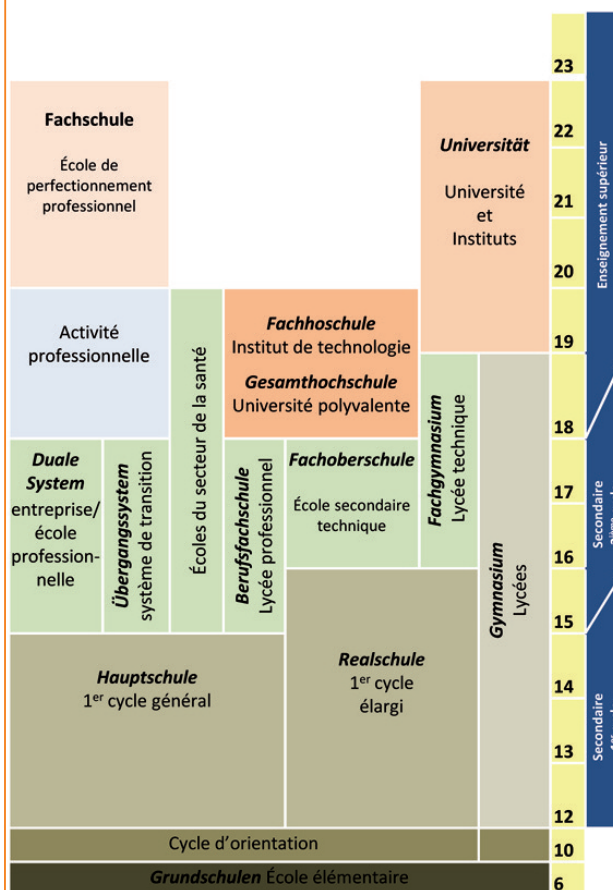 Fachschule
École de
perfectionnement
professionnel
Universität
Université
et
Instituts
Activité
professionnelle
Écoles du secteur de la santé
Fachhoschule
Institut de technologie
Gesamthochschule
Université polyvalente
Duale
System
entreprise/
école
profession-
nelle
Übergangssystem
système de transition
Berufsfachschule
Lycée professionnel
Fachoberschule
École secondaire
technique
Fachgymnasium
Lycée technique
Gymnasium
Lycées
Hauptschule
1er cycle général
Realschule
1er cycle
élargi
Cycle d’orientation
Grundschulen École élémentaire
23
22
21
20
19
18
17
16
15
14
13
12
10
6
Enseignement supérieur
Secondaire
Secondaire